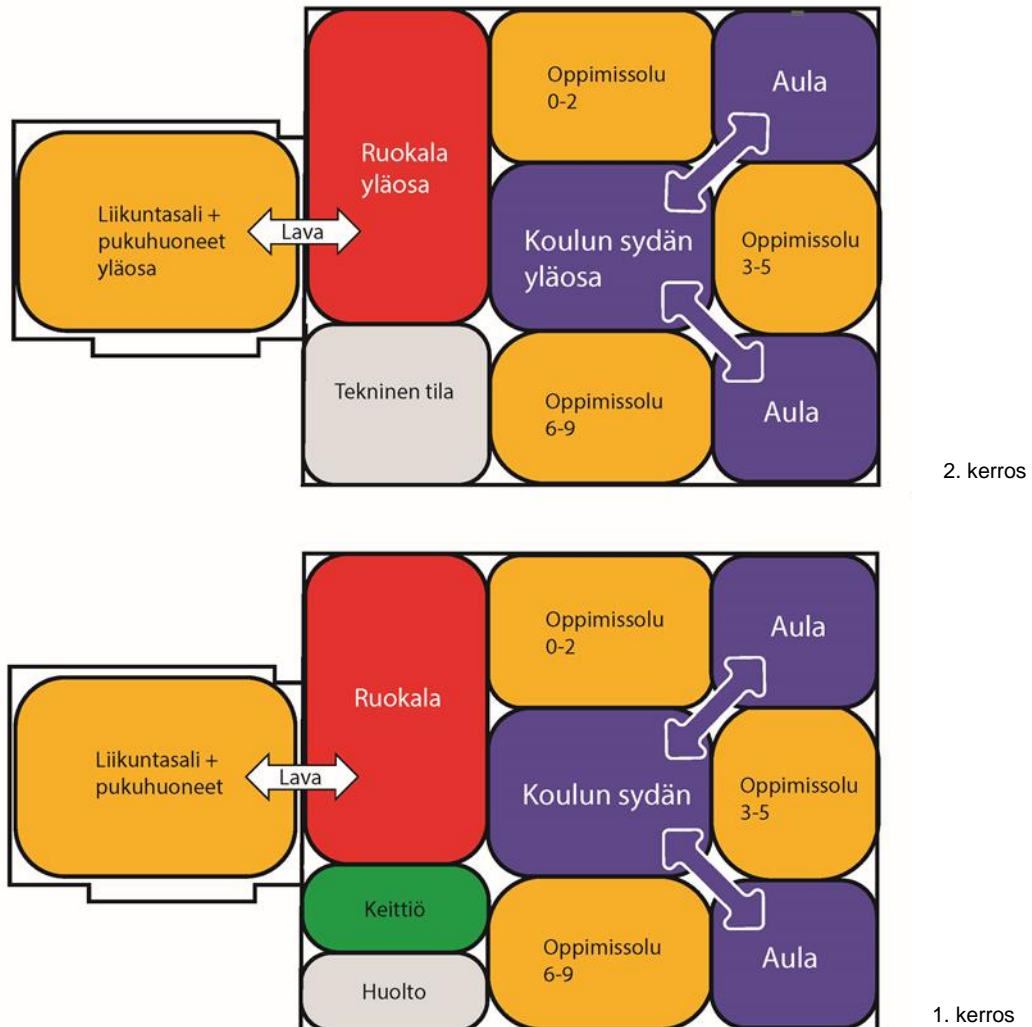 Oppimissolu
0-2
Aula
Ruokala
yläosa
Liikuntasali +
pukuhuoneet
yläosa
Lava
Koulun sydän
yläosa
Oppimissolu
3-5
Tekninen tila
Oppimissolu
6-9
Aula
2. kerros
Oppimissolu
0-2
Aula
Ruokala
Liikuntasali +
pukuhuoneet
Lava
Koulun sydän
Oppimissolu
3-5
Keittiö
Oppimissolu
6-9
Aula
Huolto
1. kerros